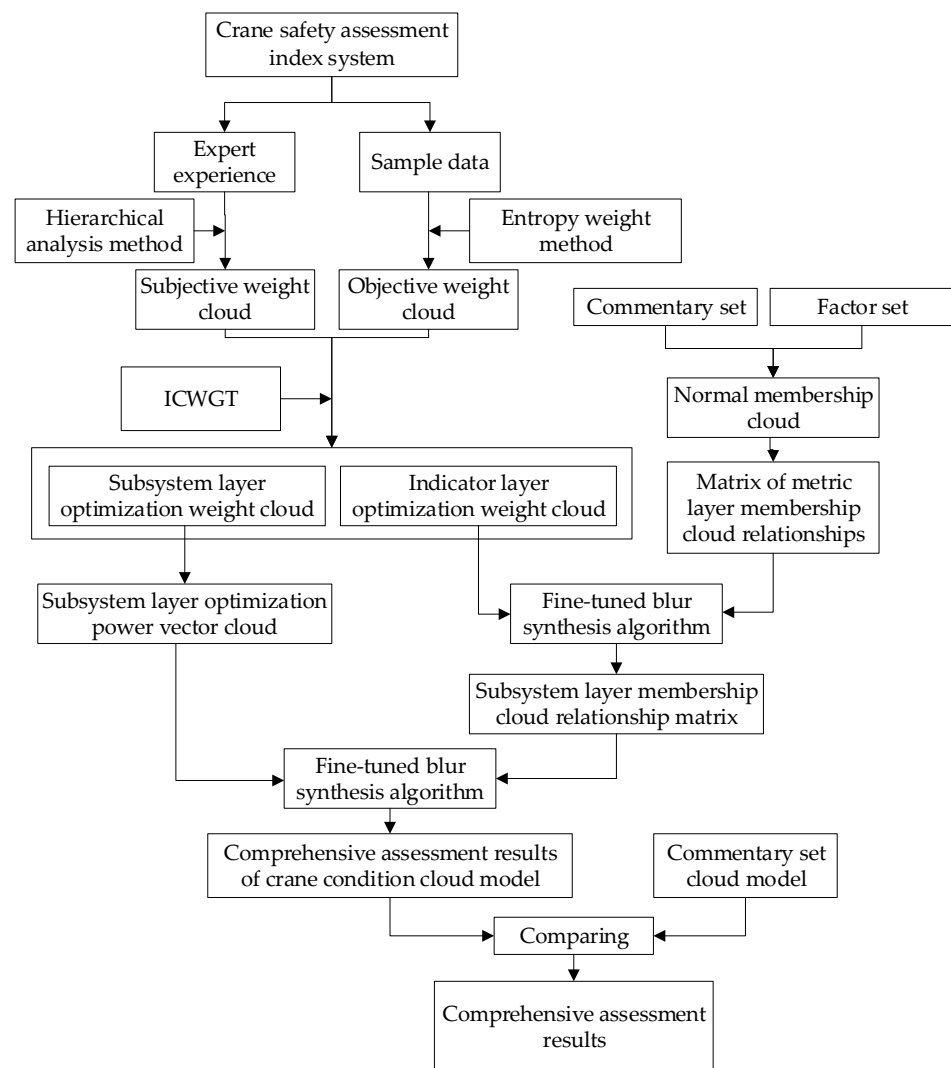 Crane safety assessment
index system
Expert
experience
Sample data
Hierarchical
analysis method
Entropy weight
method
Subjective weight
cloud
Objective weight
cloud
Commentary set
Factor set
ICWGT
Normal membership
cloud
Subsystem layer
optimization weight cloud
Indicator layer
optimization weight cloud
Matrix of metric
layer membership
cloud relationships
Subsystem layer optimization
power vector cloud
Fine-tuned blur
synthesis algorithm
Subsystem layer membership
cloud relationship matrix
Fine-tuned blur
synthesis algorithm
Comprehensive assessment results
of crane condition cloud model
Commentary set
cloud model
Comparing
Comprehensive assessment
results